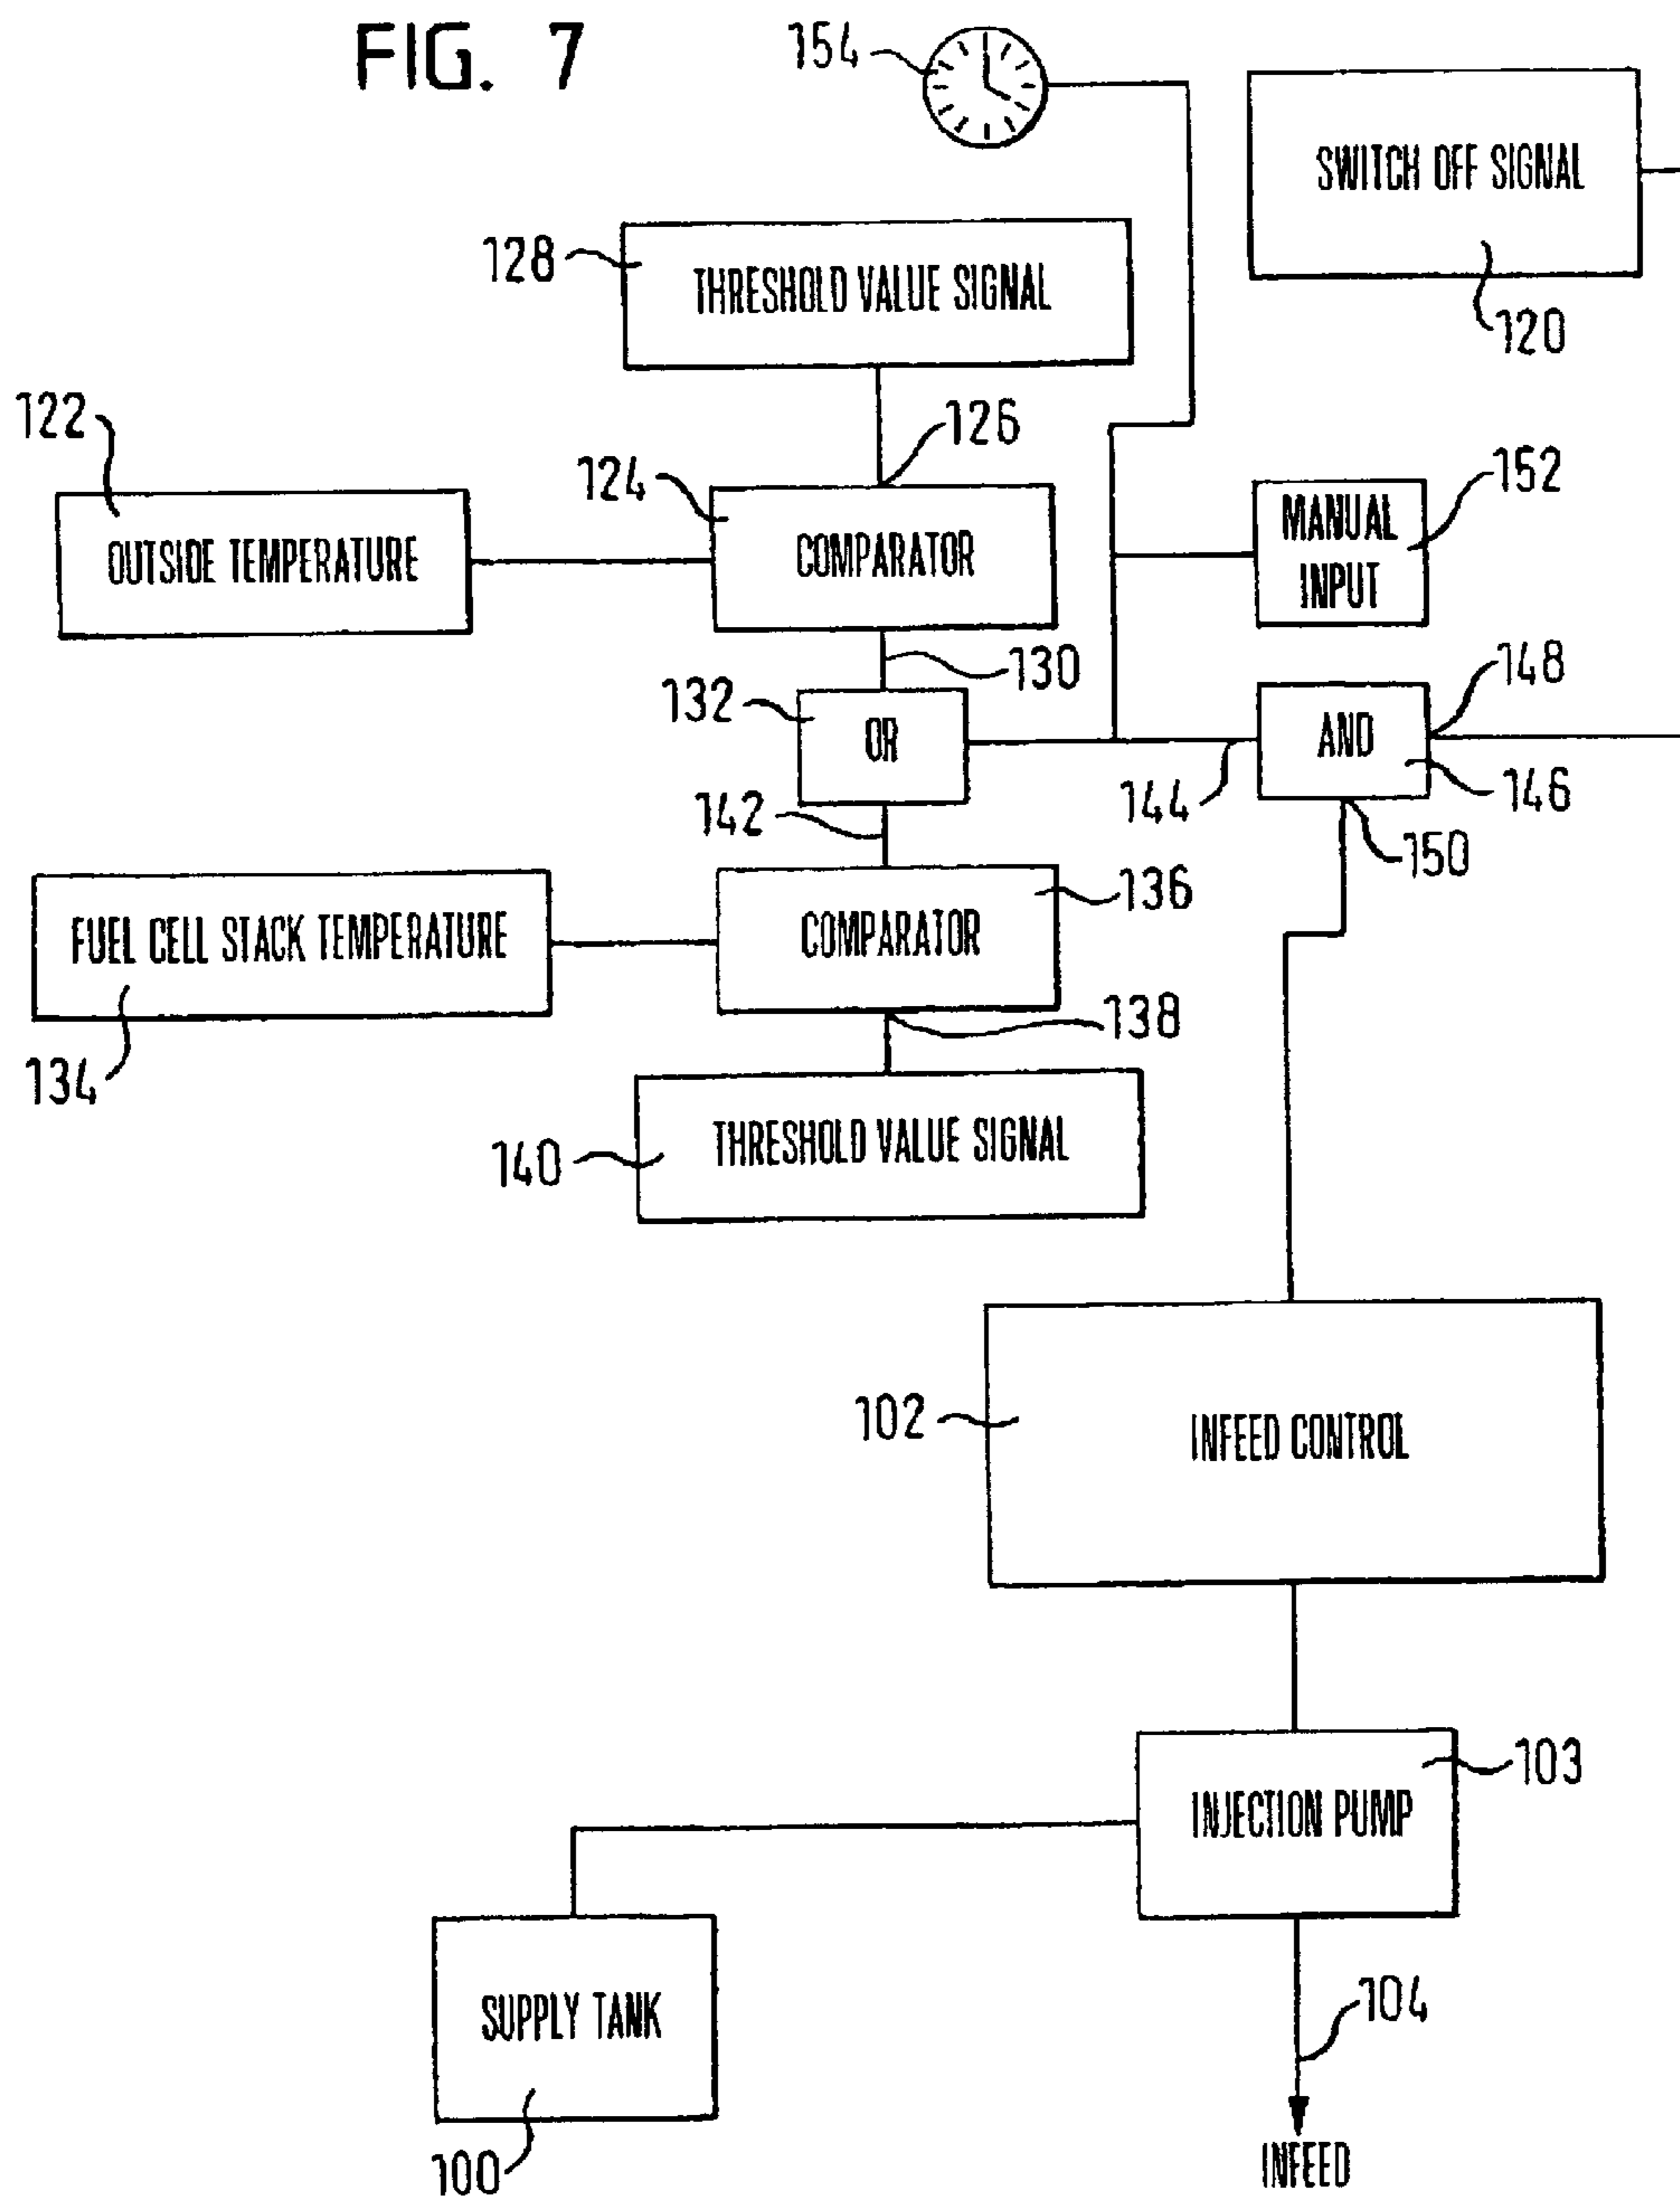 FIG. 7
154
SWITCH OFF SIGNAL
120
128
THRESHOLD VALUE SIGNAL
122
126
124
152
OUTSIDE TEMPERATURE
COMPARATOR
MANUAL
INPUT
130
132
OR
148
AND
144
146
142
150
136
FUEL CELL STACK TEMPERATURE
COMPARATOR
138
134
140
THRESHOLD VALUE SIGNAL
102
INFEED CONTROL
103
INJECTION PUMP
SUPPLY TANK
104
100
INFEED